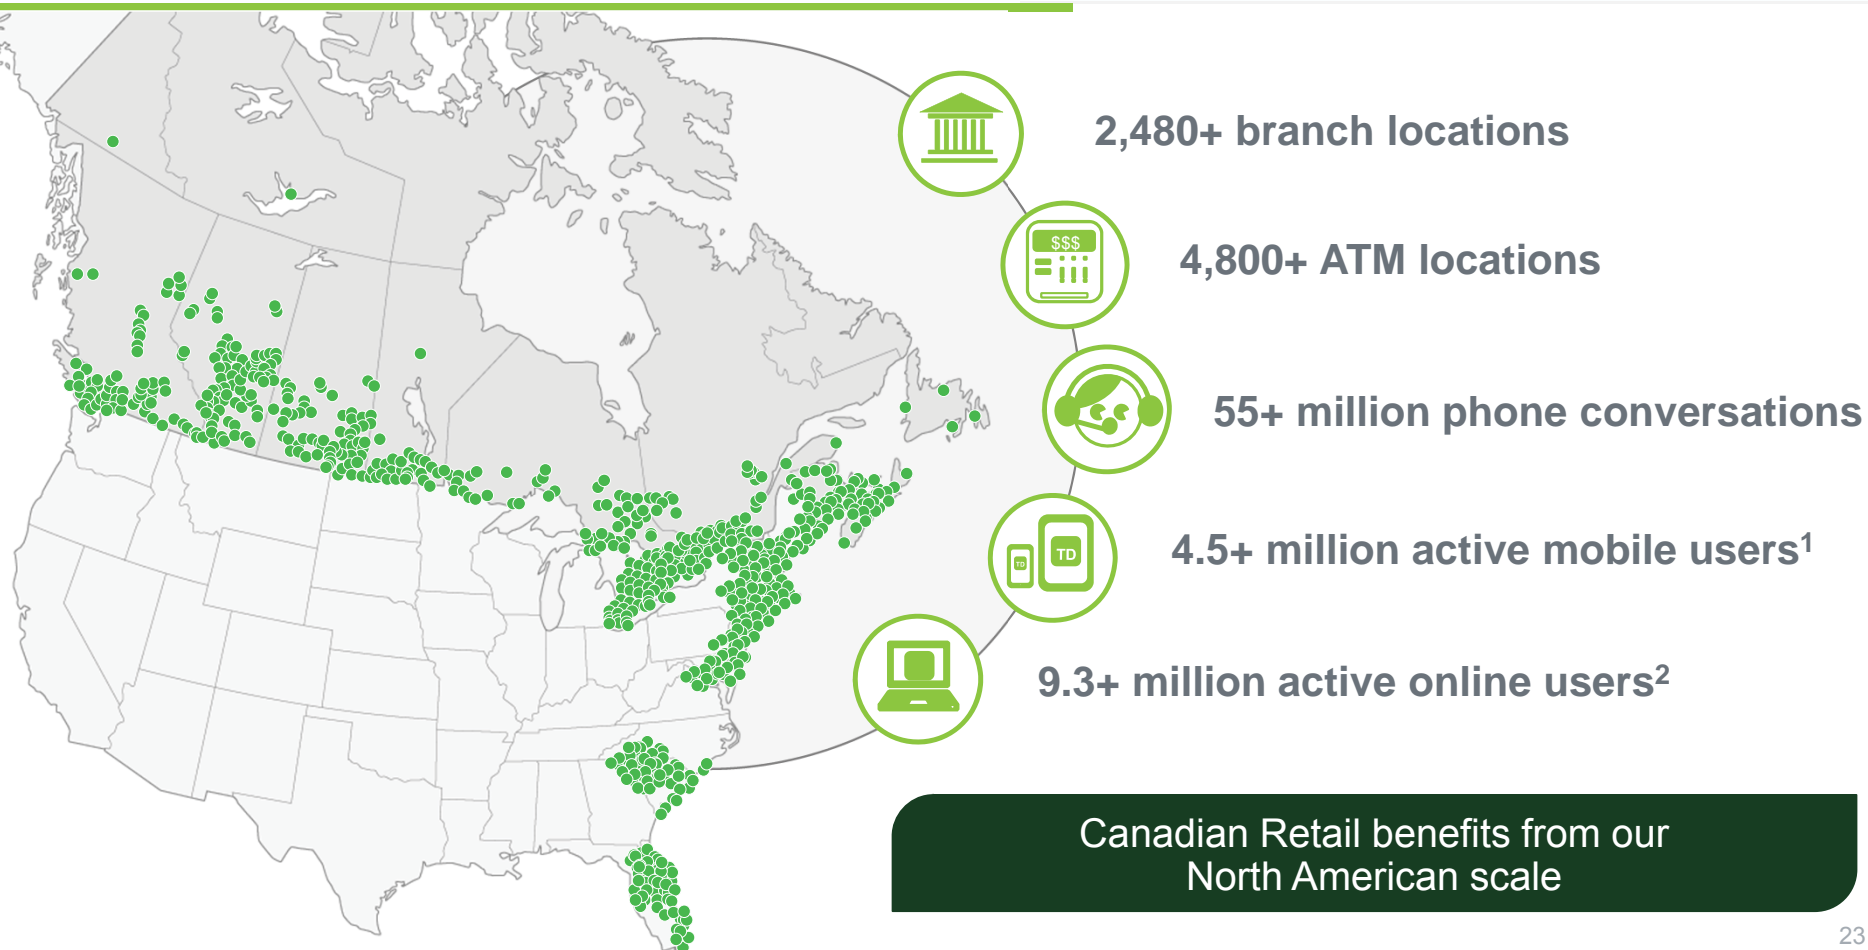 2,480+ branch locations
$$$
4,800+ ATM locations
55+ million phone conversations
TD
TD
4.5+ million active mobile users¹
9.3+ million active online users²
Canadian Retail benefits from our
North American scale
23